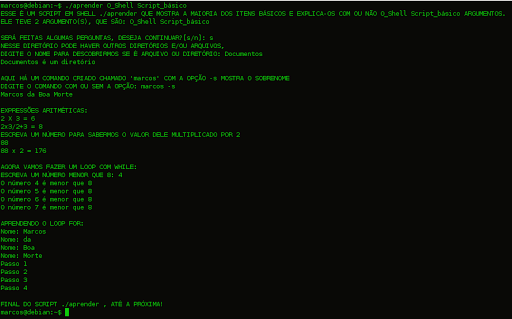 marcos@debian:~$ ./aprender O_Shell Script_básico
ESSE É UM SCRIPT EM SHELL ./aprender QUE MOSTRA A MAIORIA DOS ITENS BÁSICOS E EXPLICA-OS COM OU NÃO O_Shell Script_básico ARGUMENTOS.
ELE TEVE 2 ARGUMENTO(S), QUE SÃO: O_Shell Script_básico
SERÁ FEITAS ALGUMAS PERGUNTAS, DESEJA CONTINUAR?[s/n]: s
NESSE DIRETÓRIO PODE HAVER OUTROS DIRETÓRIOS E/OU ARQUIVOS,
DIGITE O NOME PARA DESCOBRIRMOS SE É ARQUIVO OU DIRETÓRIO: Documentos
Documentos é um diretório
AQUI HÁ UM COMANDO CRIADO CHAMADO 'marcos' COM A OPÇÃO -s MOSTRA O SOBRENOME
DIGITE O COMANDO COM OU SEM A OPÇÃO: marcos -s
Marcos da Boa Morte
EXPRESSÕES ARITMÉTICAS:
2 X 3 = 6
2x3/2+3 = 8
ESCREVA UM NÚMERO PARA SABERMOS O VALOR DELE MULTIPLICADO POR 2
88
88 x 2 = 176
AGORA VAMOS FAZER UM LOOP COM WHILE:
ESCREVA UM NÚMERO MENOR QUE 8: 4
O número 4 é menor que 8
O número 5 é menor que 8
O número 6 é menor que 8
O número 7 é menor que 8
APRENDENDO O LOOP FOR:
Nome: Marcos
Nome: da
Nome: Boa
Nome: Morte
Passo 1
Passo 2
Passo 3
Passo 4
FINAL DO SCRIPT ./aprender , ATÉ A PRÓXIMA!
marcos@debian:~$